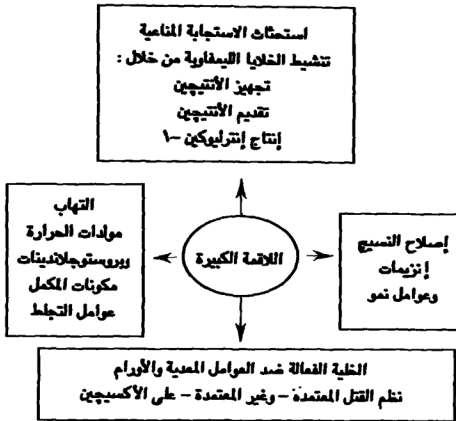 استحثاث الاستجابة المناعية
تنشيط الخلايا الليمفاوية من خلال :
تجهيز الأنتيجين
تقديم الأنتيجين
إنتاج إنترليوكين -١
التهاب
مولدات الحرارة
وبروستوجلاندينات
مكونات المكمل
عوامل التجلط
اللاقمة الكبيرة
إصلاح النسيج
إنزيمات
وعوامل نمو
الخلية الفعالة ضد العوامل المعدية والأورام
نظم القتل المعتمدة - وغير المعتمدة - على الأكسيجين